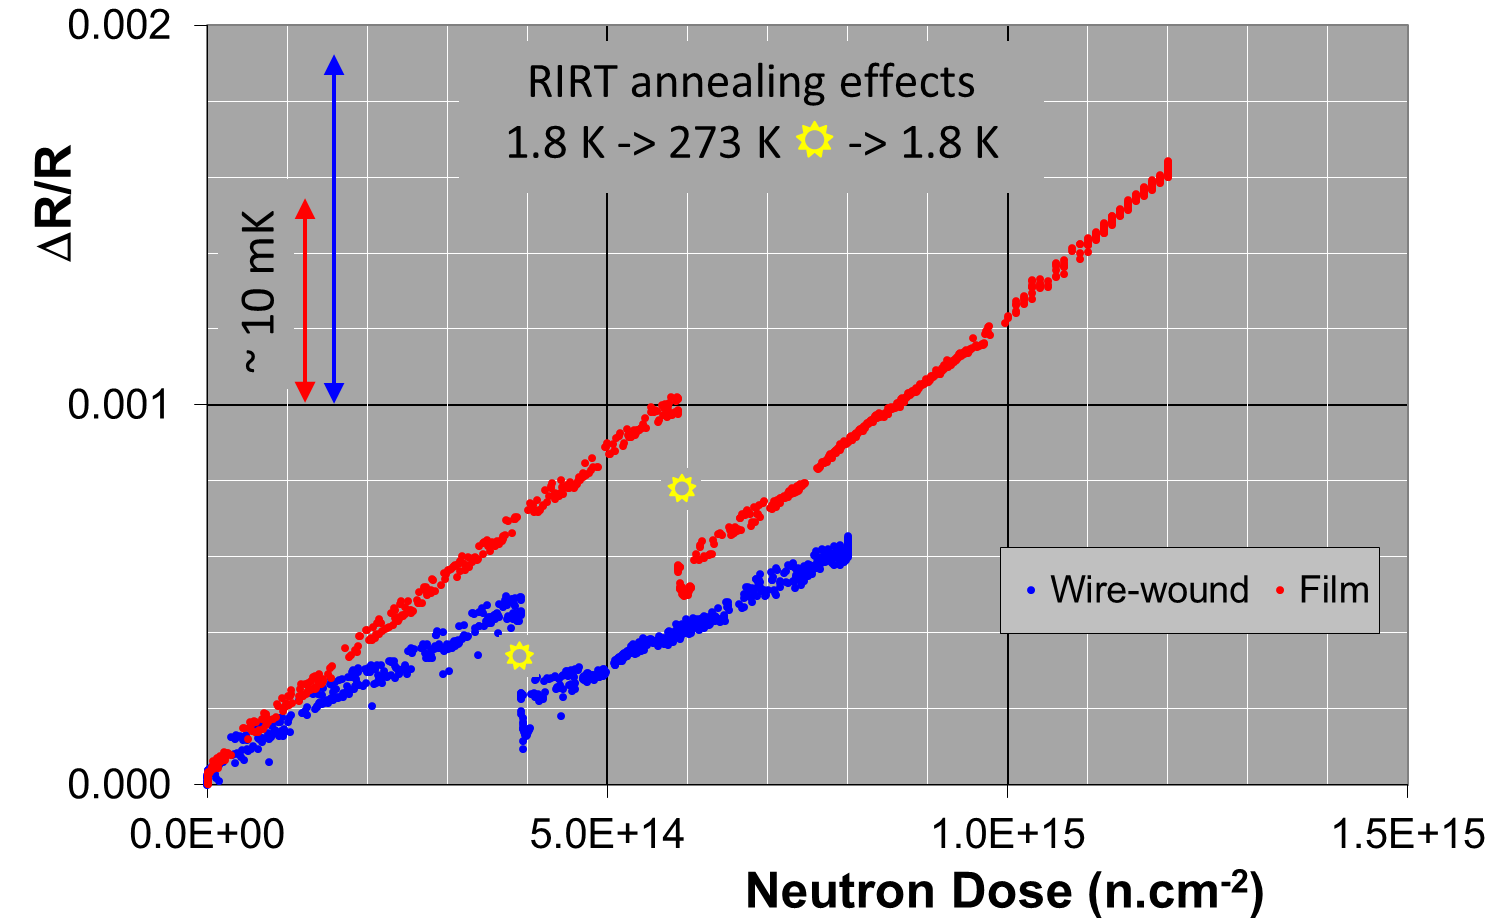 0.002
RIRT annealing effects
1.8 K -> 273 K -> 1.8 K
ΔR/R
~ 10 mK
0.001
Wire-wound Film
0.000
0.0E+00 5.0E+14 1.0E+15 1.5E+15
Neutron Dose (n.cm-2)